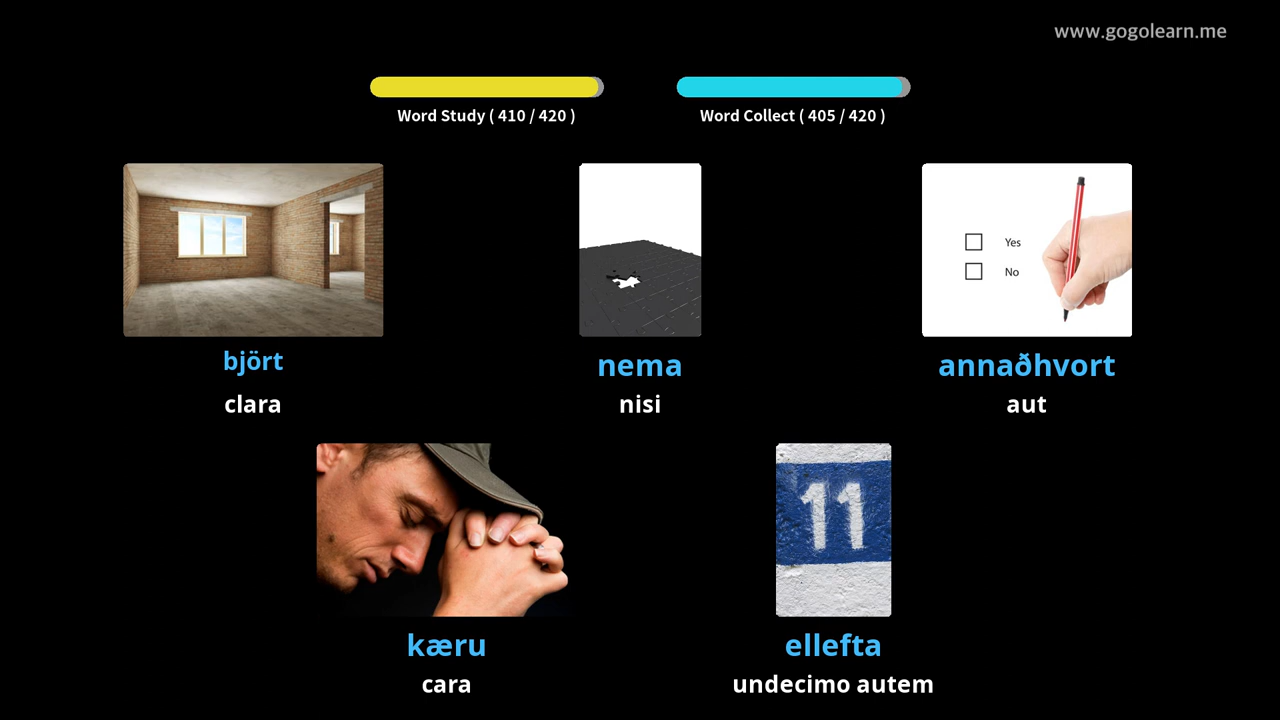 www.gogolearn.me
Word Study ( 410 / 420 )
Word Collect ( 405 / 420 )
Yes
No
björt
clara
nema
nisi
annaðhvort
aut
11
kæru
cara
ellefta
undecimo autem